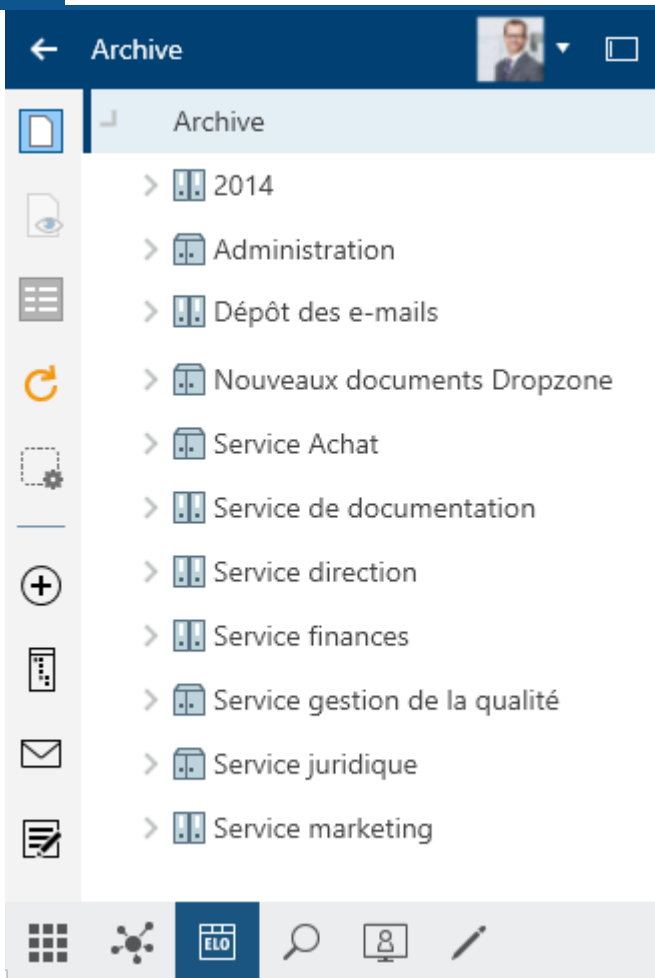 Archive
Archive
2014
Administration
Dépôt des e-mails
Nouveaux documents Dropzone
Service Achat
Service de documentation
Service direction
Service finances
Service gestion de la qualité
Service juridique
Service marketing
ELO